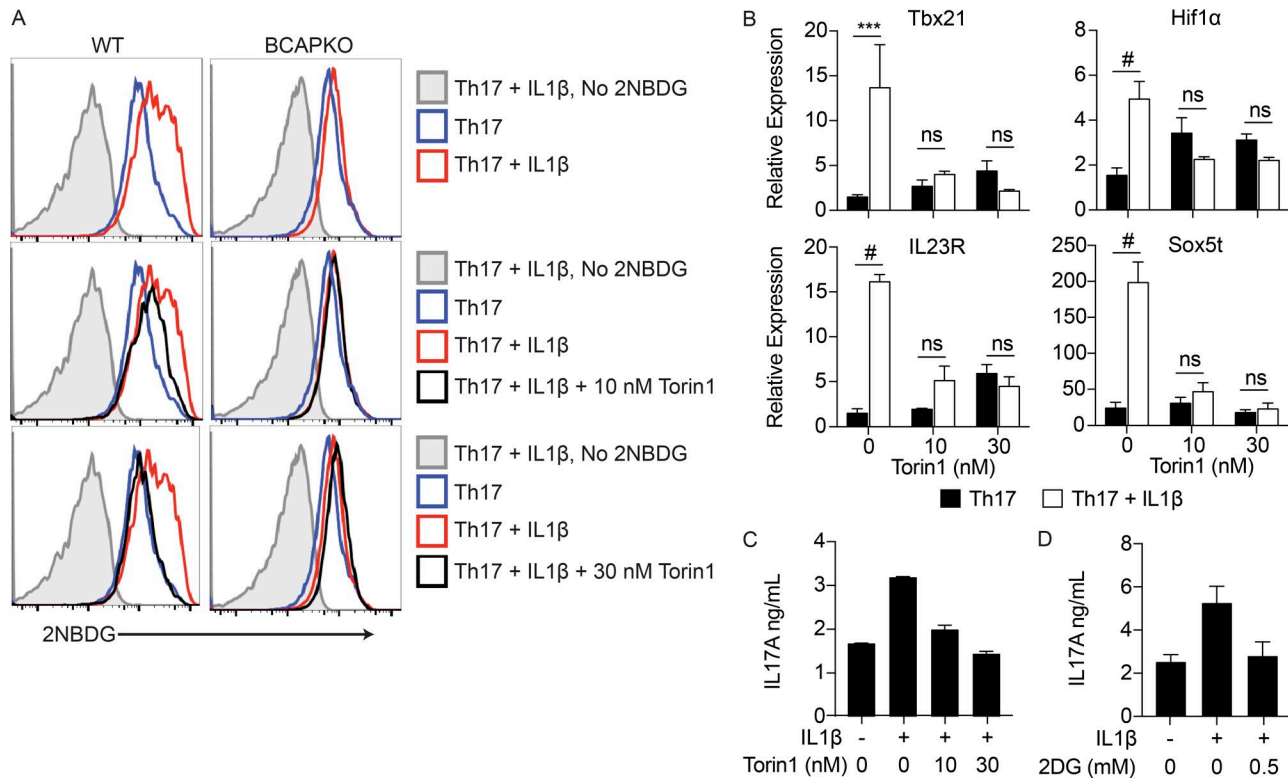 A
WT
BCAPKO
Th17 + IL1β, No 2NBDG
Th17
Th17 + IL1β
Th17 + IL1β, No 2NBDG
Th17
Th17 + IL1β
Th17 + IL1β + 10 nM Torin1
Th17 + IL1β, No 2NBDG
Th17
Th17 + IL1β
Th17 + IL1β + 30 nM Torin1
2NBDG
B
Tbx21
Relative Expression
20
15
10
5
0
***
ns
ns
Hif1α
8
6
4
2
0
#
ns
ns
IL23R
Relative Expression
20
15
10
5
0
#
ns
ns
0 10 30
Torin1 (nM)
Sox5t
250
200
150
100
50
0
#
ns
ns
0 10 30
Torin1 (nM)
Th17 Th17 + IL1β
C
IL17A ng/mL
4
3
2
1
0
IL1β - + + +
Torin1 (nM) 0 0 10 30
D
IL17A ng/mL
8
6
4
2
0
IL1β - + +
2DG (mM) 0 0 0.5